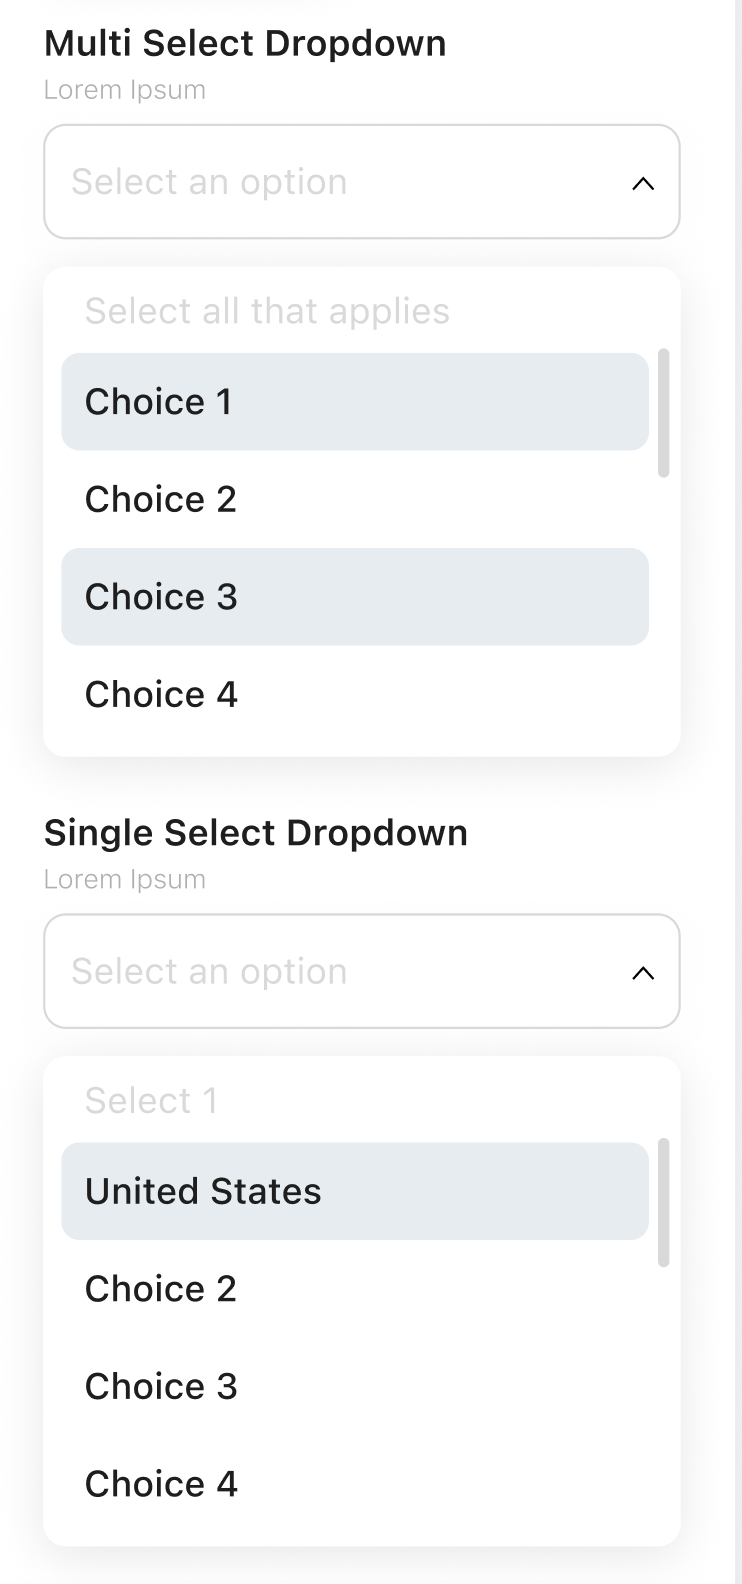 Multi Select Dropdown
Lorem Ipsum
Select an option
Select all that applies
Choice 1
Choice 2
Choice 3
Choice 4
Single Select Dropdown
Lorem Ipsum
Select an option
Select 1
United States
Choice 2
Choice 3
Choice 4